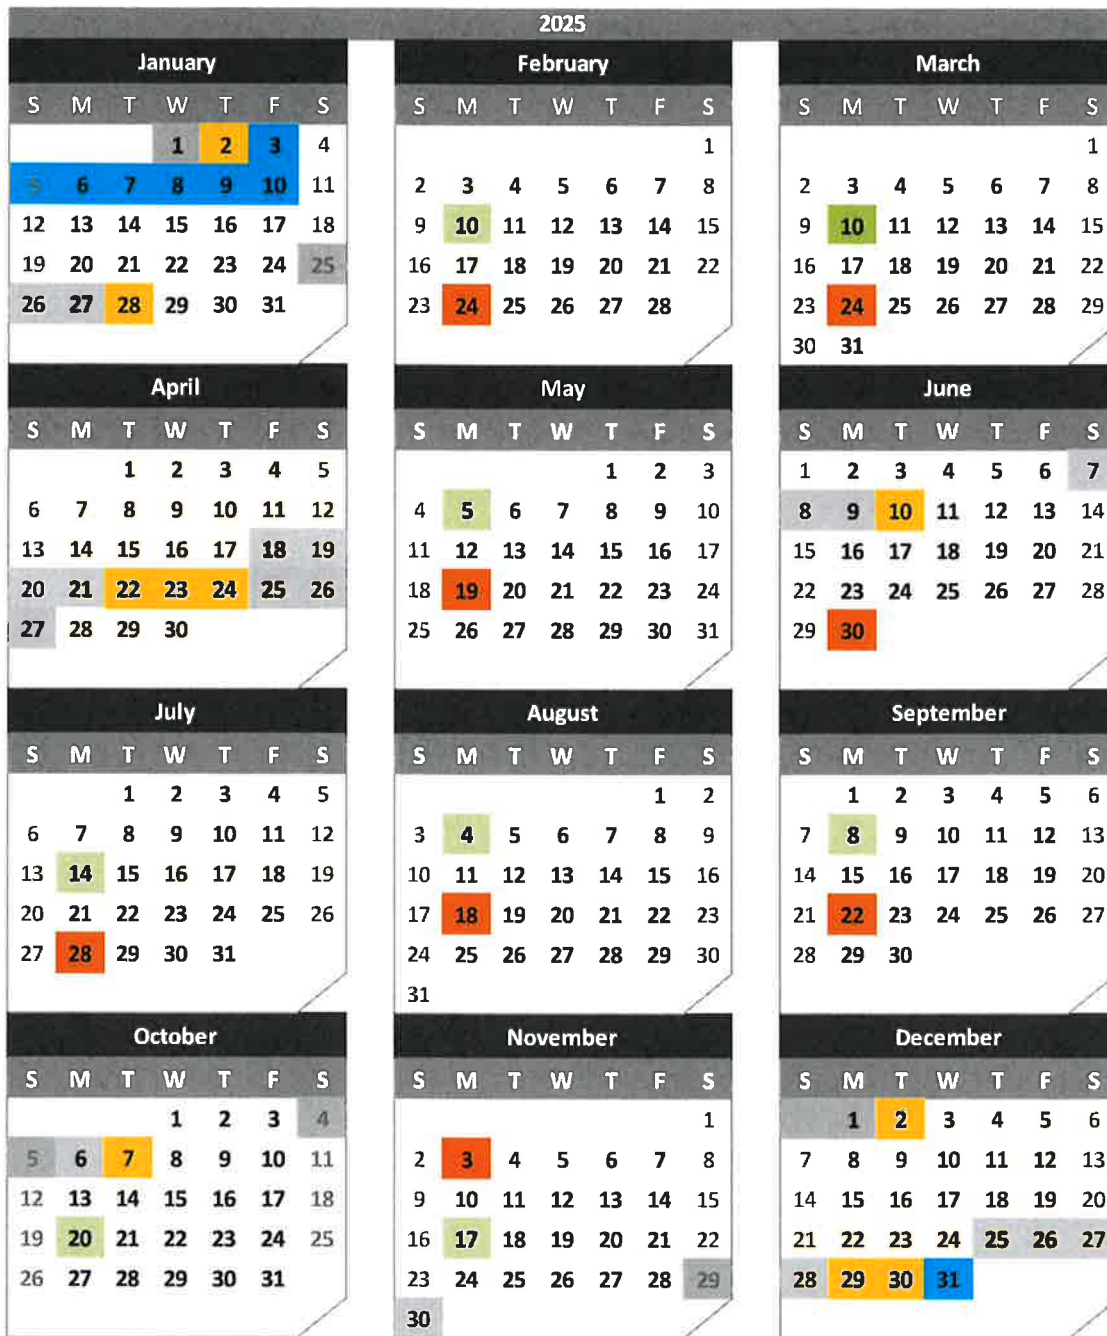 2025
January February March
S M T W T F S S M T W T F S S M T W T F S
1 2 3 4 1 1
5 6 7 8 9 10 11 2 3 4 5 6 7 8 2 3 4 5 6 7 8
12 13 14 15 16 17 18 9 10 11 12 13 14 15 9 10 11 12 13 14 15
19 20 21 22 23 24 25 16 17 18 19 20 21 22 16 17 18 19 20 21 22
26 27 28 29 30 31 23 24 25 26 27 28 23 24 25 26 27 28 29
30 31
April May June
S M T W T F S S M T W T F S S M T W T F S
1 2 3 4 5 1 2 3 1 2 3 4 5 6 7
6 7 8 9 10 11 12 4 5 6 7 8 9 10 8 9 10 11 12 13 14
13 14 15 16 17 18 19 11 12 13 14 15 16 17 15 16 17 18 19 20 21
20 21 22 23 24 25 26 18 19 20 21 22 23 24 22 23 24 25 26 27 28
27 28 29 30 25 26 27 28 29 30 31 29 30
July August September
S M T W T F S S M T W T F S S M T W T F S
1 2 3 4 5 1 2 1 2 3 4 5 6
6 7 8 9 10 11 12 3 4 5 6 7 8 9 7 8 9 10 11 12 13
13 14 15 16 17 18 19 10 11 12 13 14 15 16 14 15 16 17 18 19 20
20 21 22 23 24 25 26 17 18 19 20 21 22 23 21 22 23 24 25 26 27
27 28 29 30 31 24 25 26 27 28 29 30 28 29 30
31
October November December
S M T W T F S S M T W T F S S M T W T F S
1 2 3 4 1 1 2 3 4 5 6
5 6 7 8 9 10 11 2 3 4 5 6 7 8 7 8 9 10 11 12 13
12 13 14 15 16 17 18 9 10 11 12 13 14 15 14 15 16 17 18 19 20
19 20 21 22 23 24 25 16 17 18 19 20 21 22 21 22 23 24 25 26 27
26 27 28 29 30 31 23 24 25 26 27 28 29 28 29 30 31
30